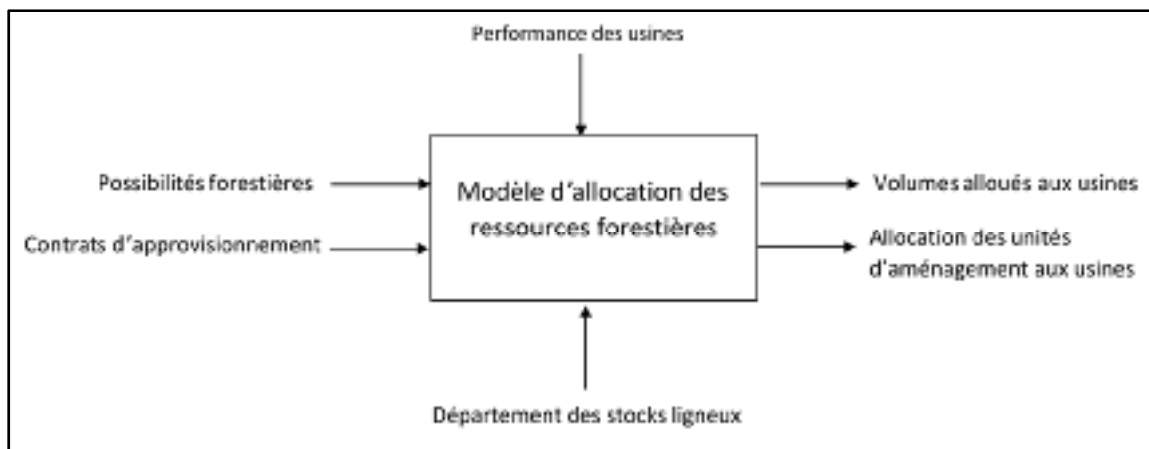 Performance des usines
Possibilités forestières
Contrats d'approvisionnement
Modèle d'allocation des
ressources forestières
Volumes alloués aux usines
Allocation des unités
d'aménagement aux usines
Département des stocks ligneux